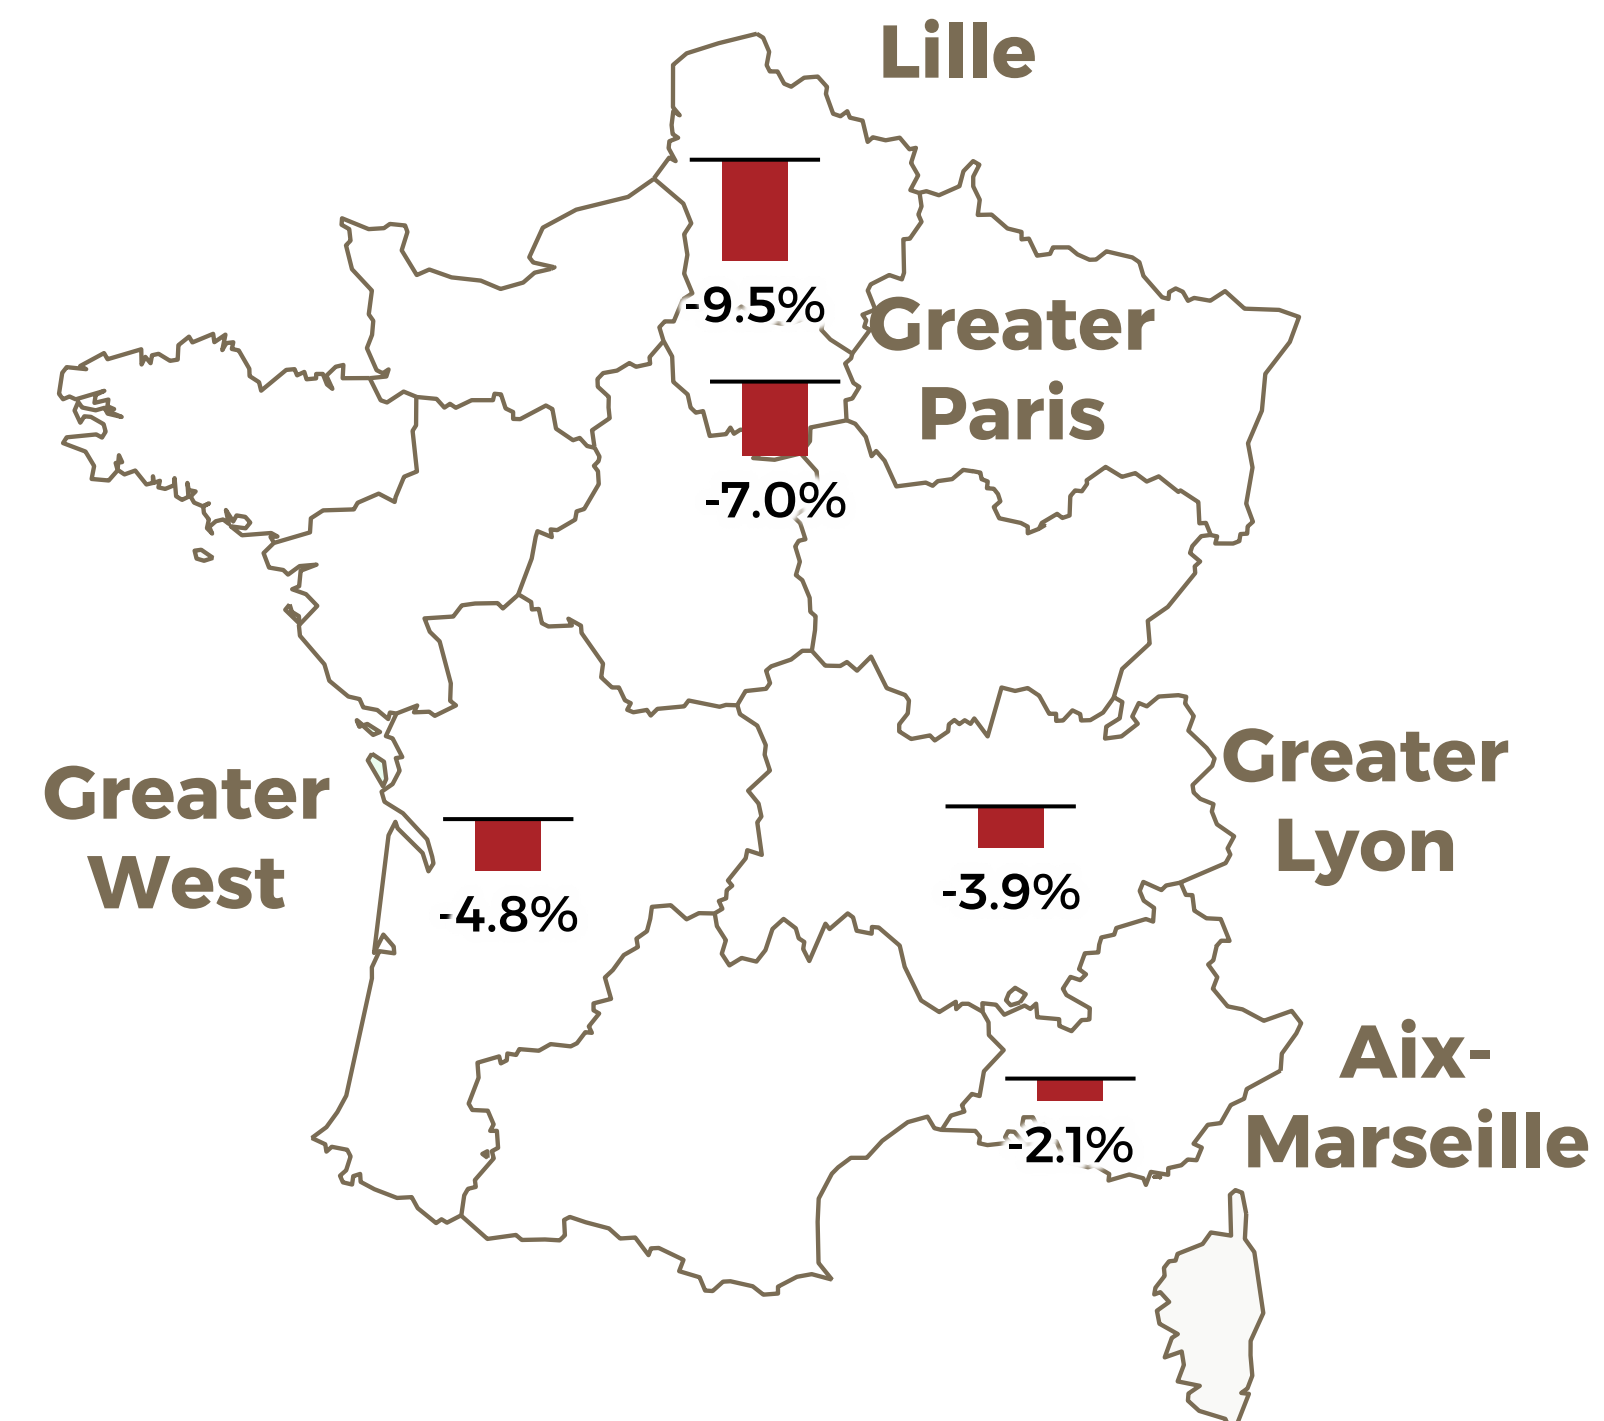 Lille
-9.5%
Greater
Paris
-7.0%
Greater
West
-4.8%
Greater
Lyon
-3.9%
Aix-
Marseille
-2.1%